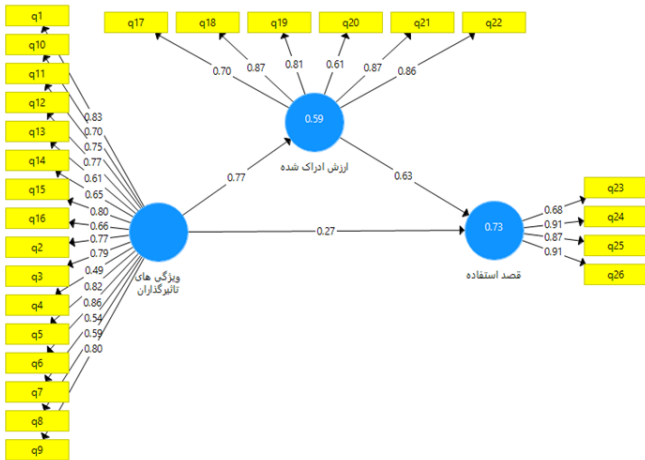 q1
q10
q11
q12
q13
q14
q15
q16
q2
q3
q4
q5
q6
q7
q8
q9
0.83
0.70
0.75
0.77
0.61
0.65
0.80
0.66
0.77
0.79
0.49
0.82
0.86
0.54
0.59
0.80
ویژگی های
تاثیرگذاران
q17 q18 q19 q20 q21 q22
0.70 0.87 0.81 0.61 0.87 0.86
0.59
ارزش ادراک شده
0.77
0.63
0.27
0.73
قصد استفاده
0.68
0.91
0.87
0.91
q23
q24
q25
q26